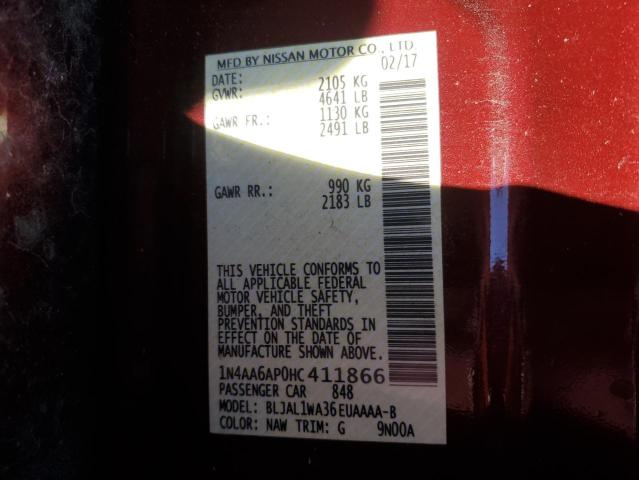 MFD BY NISSAN MOTOR CO., LTD.
DATE: 02/17
GVWR: 2105 KG
4641 LB
GAWR FR.: 1130 KG
2491 LB
GAWR RR.: 990 KG
2183 LB
THIS VEHICLE CONFORMS TO
ALL APPLICABLE FEDERAL
MOTOR VEHICLE SAFETY,
BUMPER, AND THEFT
PREVENTION STANDARDS IN
EFFECT ON THE DATE OF
MANUFACTURE SHOWN ABOVE.
1N4AA6AP0HC411866
PASSENGER CAR 848
MODEL: BLJAL1WA36EUAAAA-B
COLOR: NAW TRIM: G 9N00A